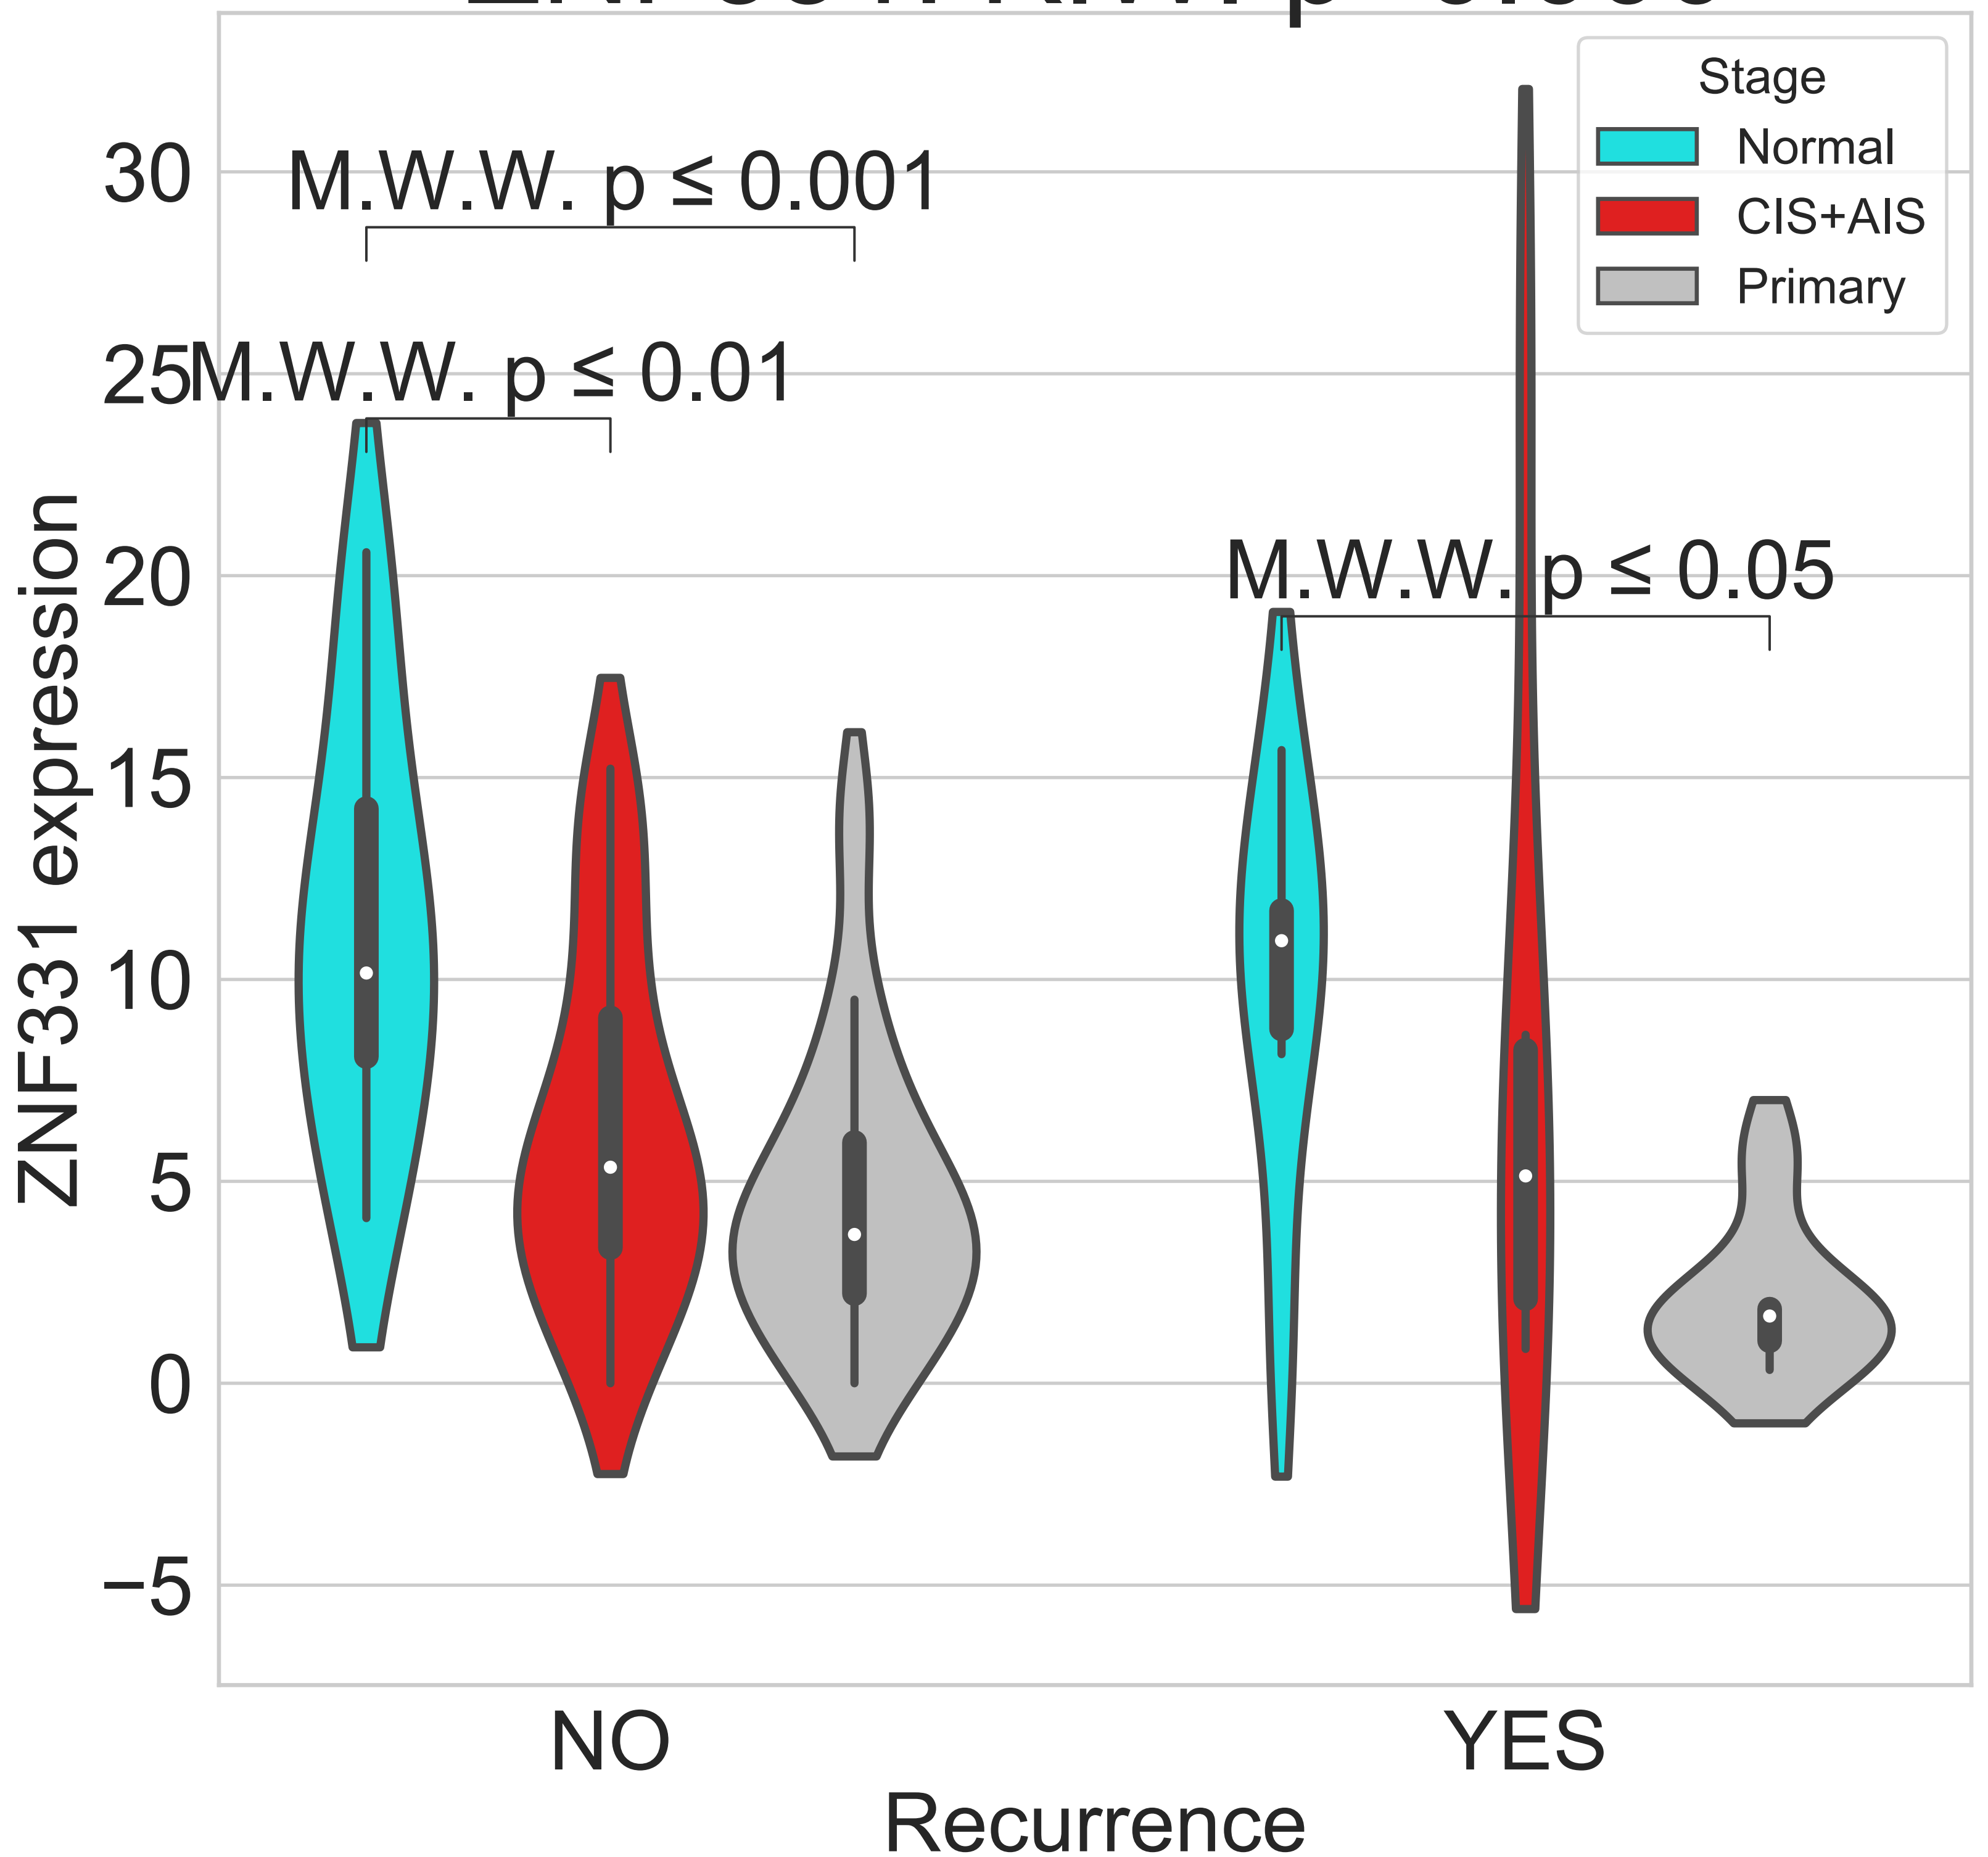 Stage
Normal
CIS+AIS
Primary
30
25
20
15
10
5
0
−5
ZNF331 expression
M.W.W. p ≤ 0.001
M.W.W. p ≤ 0.01
M.W.W. p ≤ 0.05
NO
YES
Recurrence